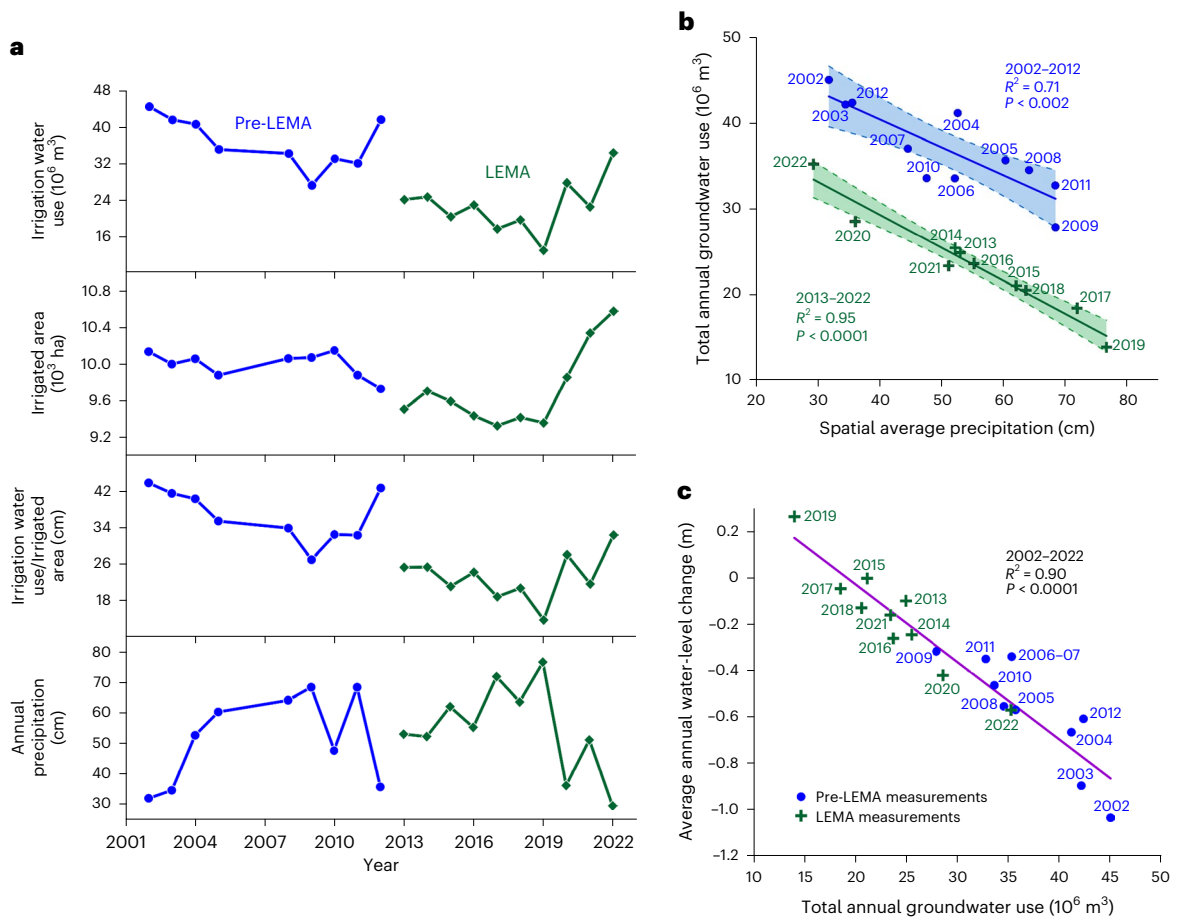 a
48
40
32
24
16
Irrigation water
use (10⁶ m³)
Pre-LEMA
LEMA
10.8
10.4
10.0
9.6
9.2
Irrigated area
(10³ ha)
42
34
26
18
Irrigation water
use/Irrigated
area (cm)
80
70
60
50
40
30
Annual
precipitation
(cm)
2001 2004 2007 2010 2013 2016 2019 2022
Year
b
50
40
30
20
10
Total annual groundwater use (10⁶ m³)
2002–2012
R² = 0.71
P < 0.002
2002
2012
2003
2004
2007
2005
2008
2010
2006
2011
2009
2022
2020
2014
2013
2016
2021
2015
2018
2017
2019
2013–2022
R² = 0.95
P < 0.0001
20 30 40 50 60 70 80
Spatial average precipitation (cm)
c
0.2
0
–0.2
–0.4
–0.6
–0.8
–1.0
–1.2
Average annual water-level change (m)
2002–2022
R² = 0.90
P < 0.0001
2019
2015
2017
2018
2013
2021
2014
2016
2009
2011
2006–07
2020
2010
2008
2005
2022
2012
2004
2003
2002
Pre-LEMA measurements
LEMA measurements
10 15 20 25 30 35 40 45 50
Total annual groundwater use (10⁶ m³)